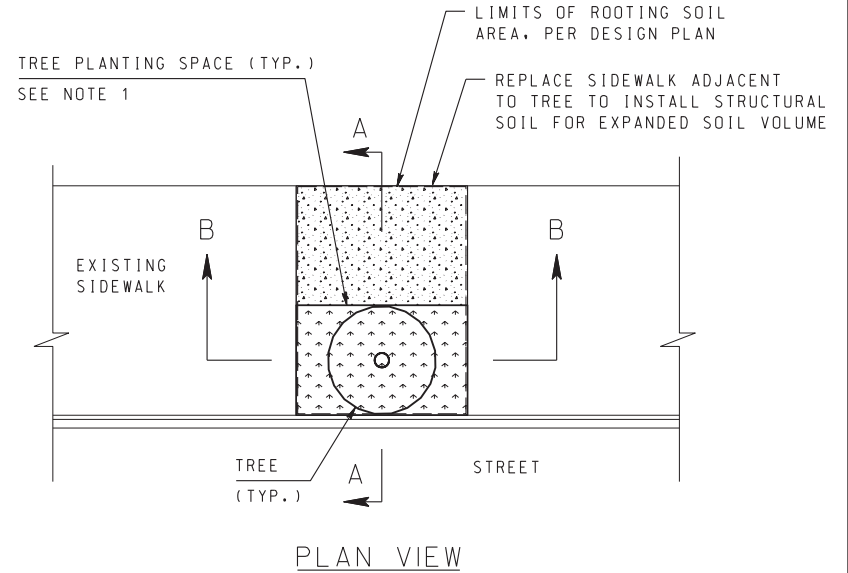 LIMITS OF ROOTING SOIL
AREA, PER DESIGN PLAN
TREE PLANTING SPACE (TYP.)
SEE NOTE 1
REPLACE SIDEWALK ADJACENT
TO TREE TO INSTALL STRUCTURAL
SOIL FOR EXPANDED SOIL VOLUME
A
B
B
EXISTING
SIDEWALK
TREE
(TYP.)
A
STREET
PLAN VIEW